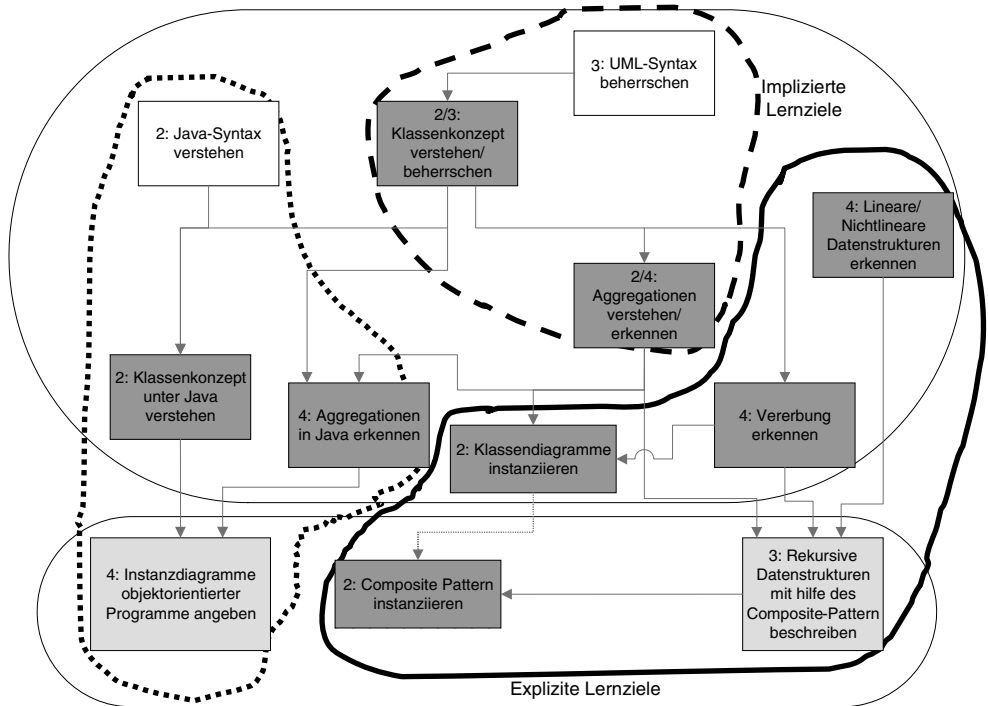 3: UML-Syntax
beherrschen
Implizierte
Lernziele
2: Java-Syntax
verstehen
2/3:
Klassenkonzept
verstehen/
beherrschen
4: Lineare/
Nichtlineare
Datenstrukturen
erkennen
2/4:
Aggregationen
verstehen/
erkennen
2: Klassenkonzept
unter Java
verstehen
4: Aggregationen
in Java erkennen
2: Klassendiagramme
instanziieren
4: Vererbung
erkennen
4: Instanzdiagramme
objektorientierter
Programme angeben
2: Composite Pattern
instanziieren
3: Rekursive
Datenstrukturen
mit hilfe des
Composite-Pattern
beschreiben
Explizite Lernziele